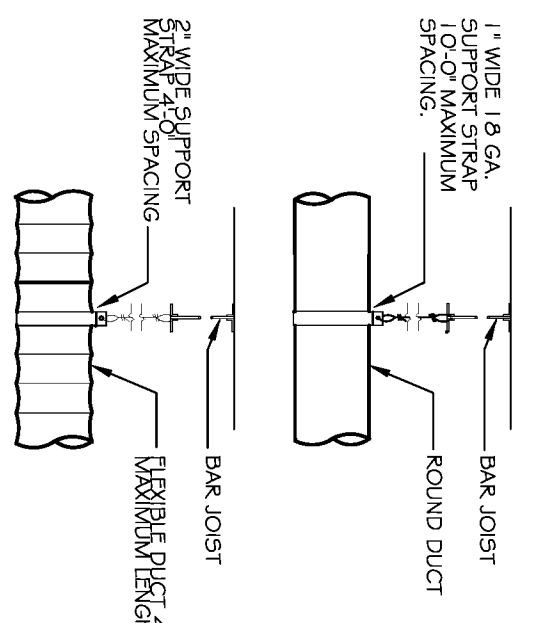 1" WIDE 18 GA.
SUPPORT STRAP
10'-0" MAXIMUM
SPACING.
BAR JOIST
ROUND DUCT
2" WIDE SUPPORT
STRAP 4'-0"
MAXIMUM SPACING
BAR JOIST
FLEXIBLE DUCT
MAXIMUM